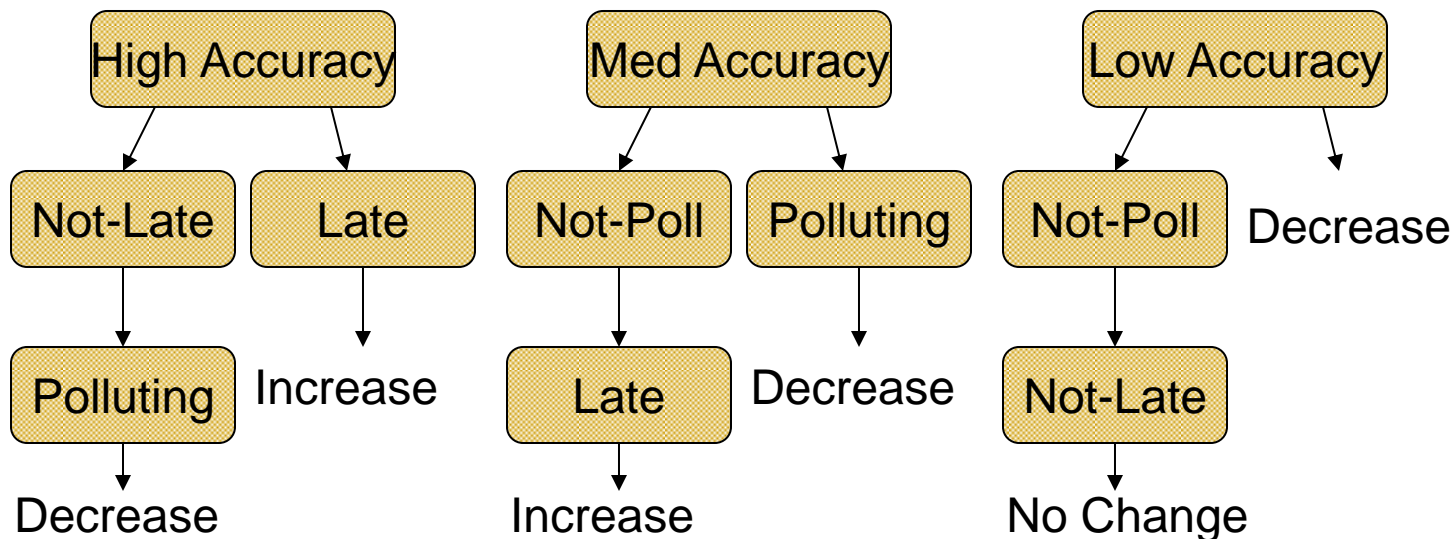 High Accuracy
Med Accuracy
Low Accuracy
Not-Late
Late
Not-Poll
Polluting
Not-Poll
Decrease
Polluting
Increase
Late
Decrease
Not-Late
Decrease
Increase
No Change